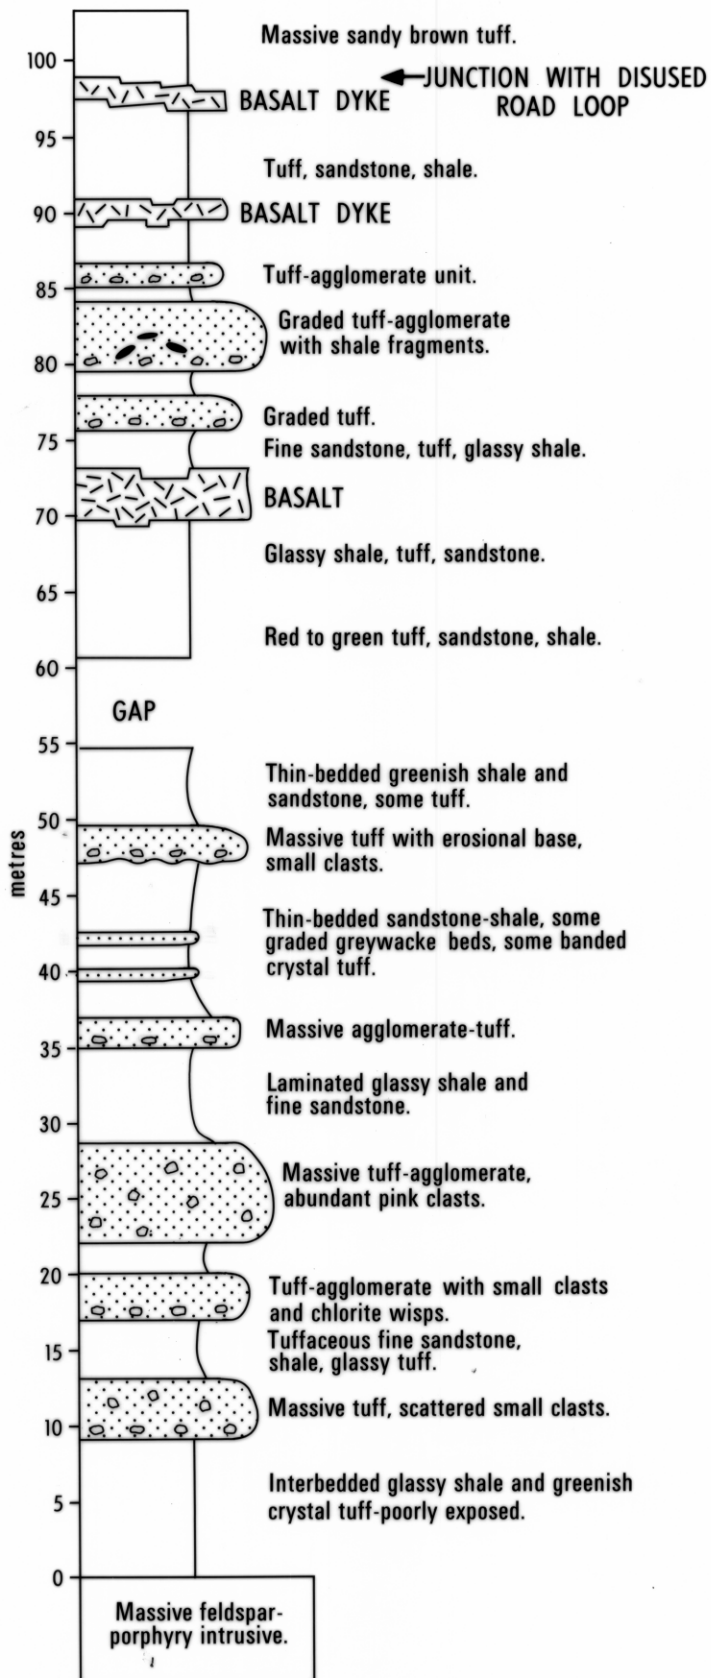 Massive sandy brown tuff.
100
JUNCTION WITH DISUSED
ROAD LOOP
BASALT DYKE
95
Tuff, sandstone, shale.
90
BASALT DYKE
Tuff-agglomerate unit.
85
Graded tuff-agglomerate
with shale fragments.
80
Graded tuff.
75
Fine sandstone, tuff, glassy shale.
BASALT
70
Glassy shale, tuff, sandstone.
65
Red to green tuff, sandstone, shale.
60
GAP
55
Thin-bedded greenish shale and
sandstone, some tuff.
50
Massive tuff with erosional base,
small clasts.
metres
45
Thin-bedded sandstone-shale, some
graded greywacke beds, some banded
crystal tuff.
40
Massive agglomerate-tuff.
35
Laminated glassy shale and
fine sandstone.
30
Massive tuff-agglomerate,
abundant pink clasts.
25
20
Tuff-agglomerate with small clasts
and chlorite wisps.
Tuffaceous fine sandstone,
shale, glassy tuff.
15
Massive tuff, scattered small clasts.
10
Interbedded glassy shale and greenish
crystal tuff-poorly exposed.
5
0
Massive feldspar-
porphyry intrusive.